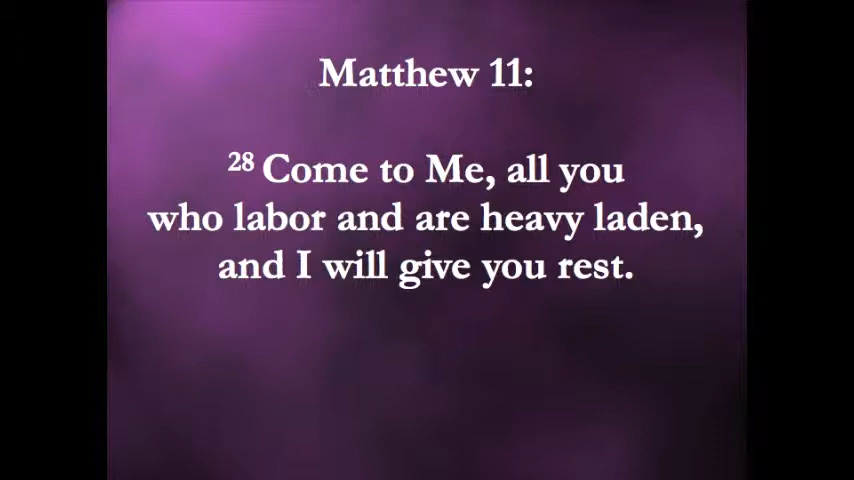 Matthew 11:
28 Come to Me, all you
who labor and are heavy laden,
and I will give you rest.